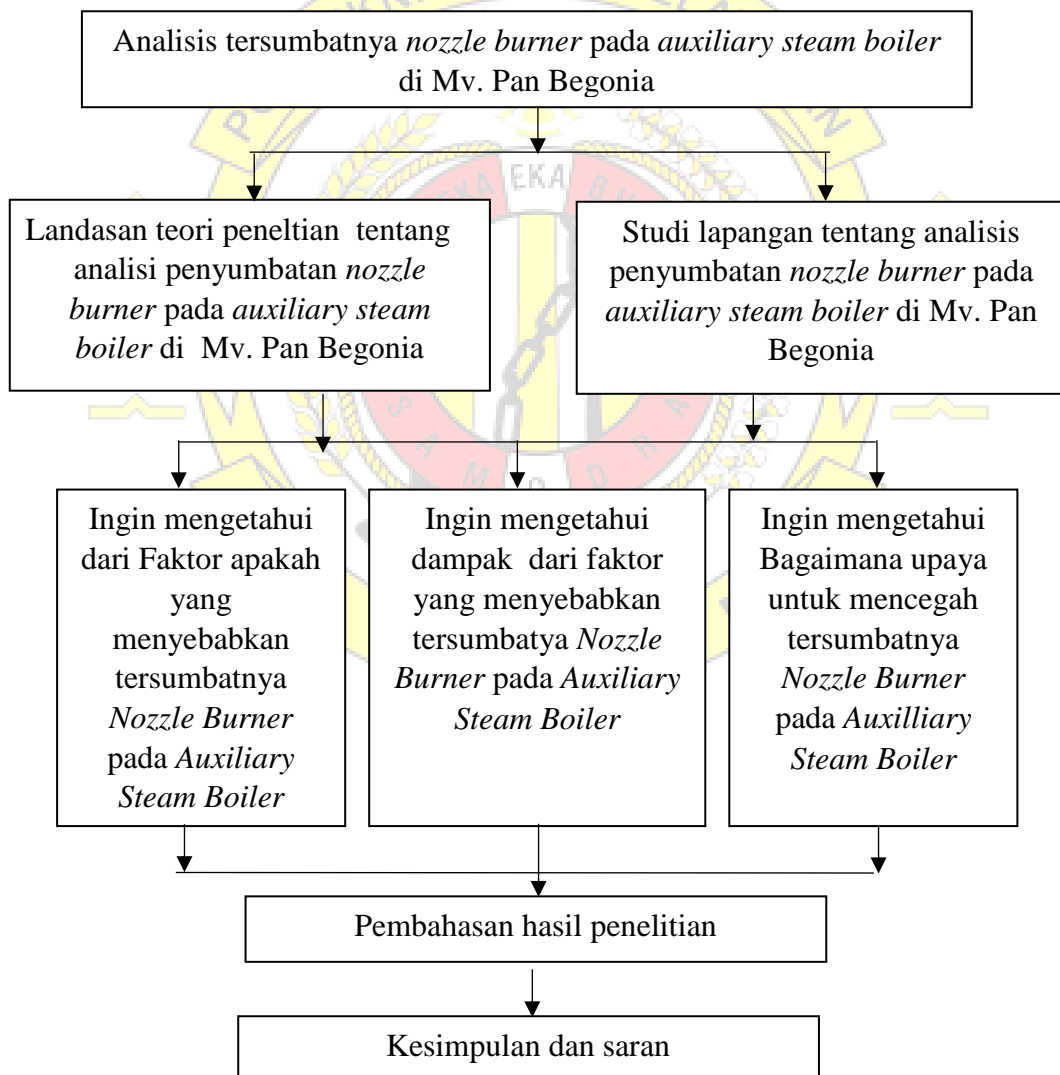 Analisis tersumbatnya nozzle burner pada auxiliary steam boiler
di Mv. Pan Begonia
Landasan teori peneltian tentang
analisi penyumbatan nozzle
burner pada auxiliary steam
boiler di Mv. Pan Begonia
Studi lapangan tentang analisis
penyumbatan nozzle burner pada
auxiliary steam boiler di Mv. Pan
Begonia
Ingin mengetahui
dari Faktor apakah
yang
menyebabkan
tersumbatnya
Nozzle Burner
pada Auxiliary
Steam Boiler
Ingin mengetahui
dampak dari faktor
yang menyebabkan
tersumbatya Nozzle
Burner pada Auxiliary
Steam Boiler
Ingin mengetahui
Bagaimana upaya
untuk mencegah
tersumbatnya
Nozzle Burner
pada Auxilliary
Steam Boiler
Pembahasan hasil penelitian
Kesimpulan dan saran